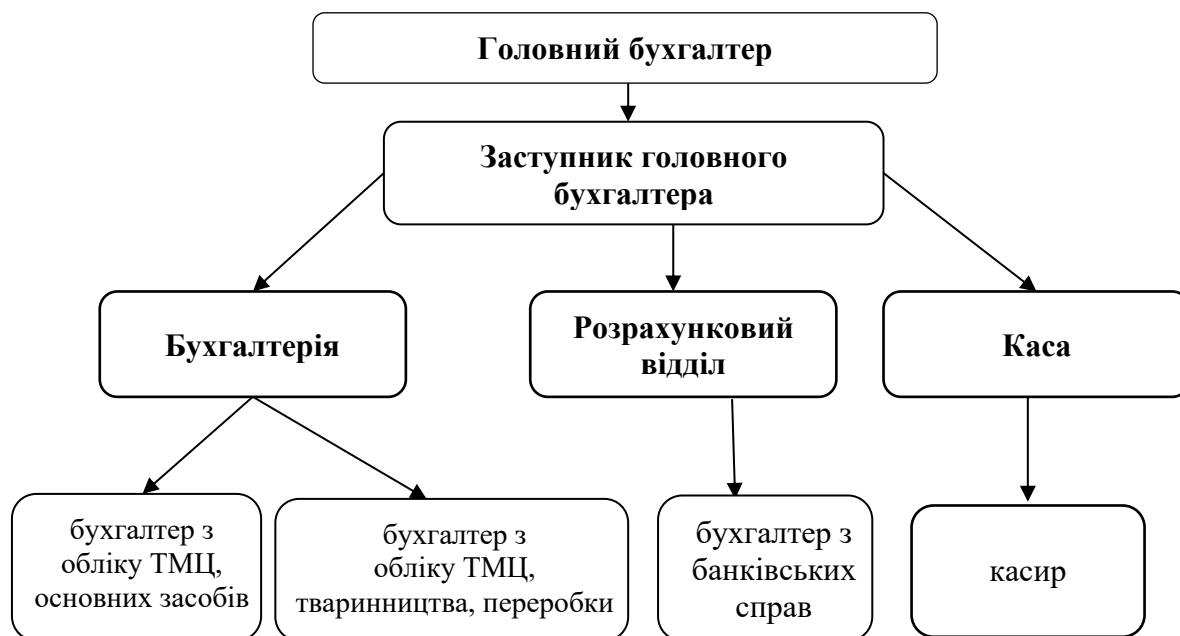 Головний бухгалтер
Заступник головного
бухгалтера
Бухгалтерія
Розрахунковий
відділ
Каса
бухгалтер з
обліку ТМЦ,
основних засобів
бухгалтер з
обліку ТМЦ,
тваринництва, переробки
бухгалтер з
банківських
справ
касир